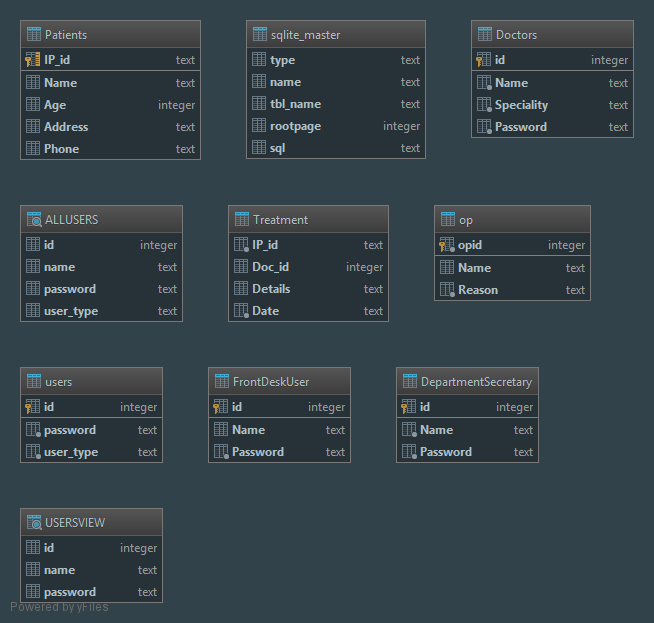 Patients
IP_id text
Name text
Age integer
Address text
Phone text
sqlite_master
type text
name text
tbl_name text
rootpage integer
sql text
Doctors
id integer
Name text
Speciality text
Password text
ALLUSERS
id integer
name text
password text
user_type text
Treatment
IP_id text
Doc_id integer
Details text
Date text
op
opid integer
Name text
Reason text
users
id integer
password text
user_type text
FrontDeskUser
id integer
Name text
Password text
DepartmentSecretary
id integer
Name text
Password text
USERSVIEW
id integer
name text
password text
Powered by yFiles